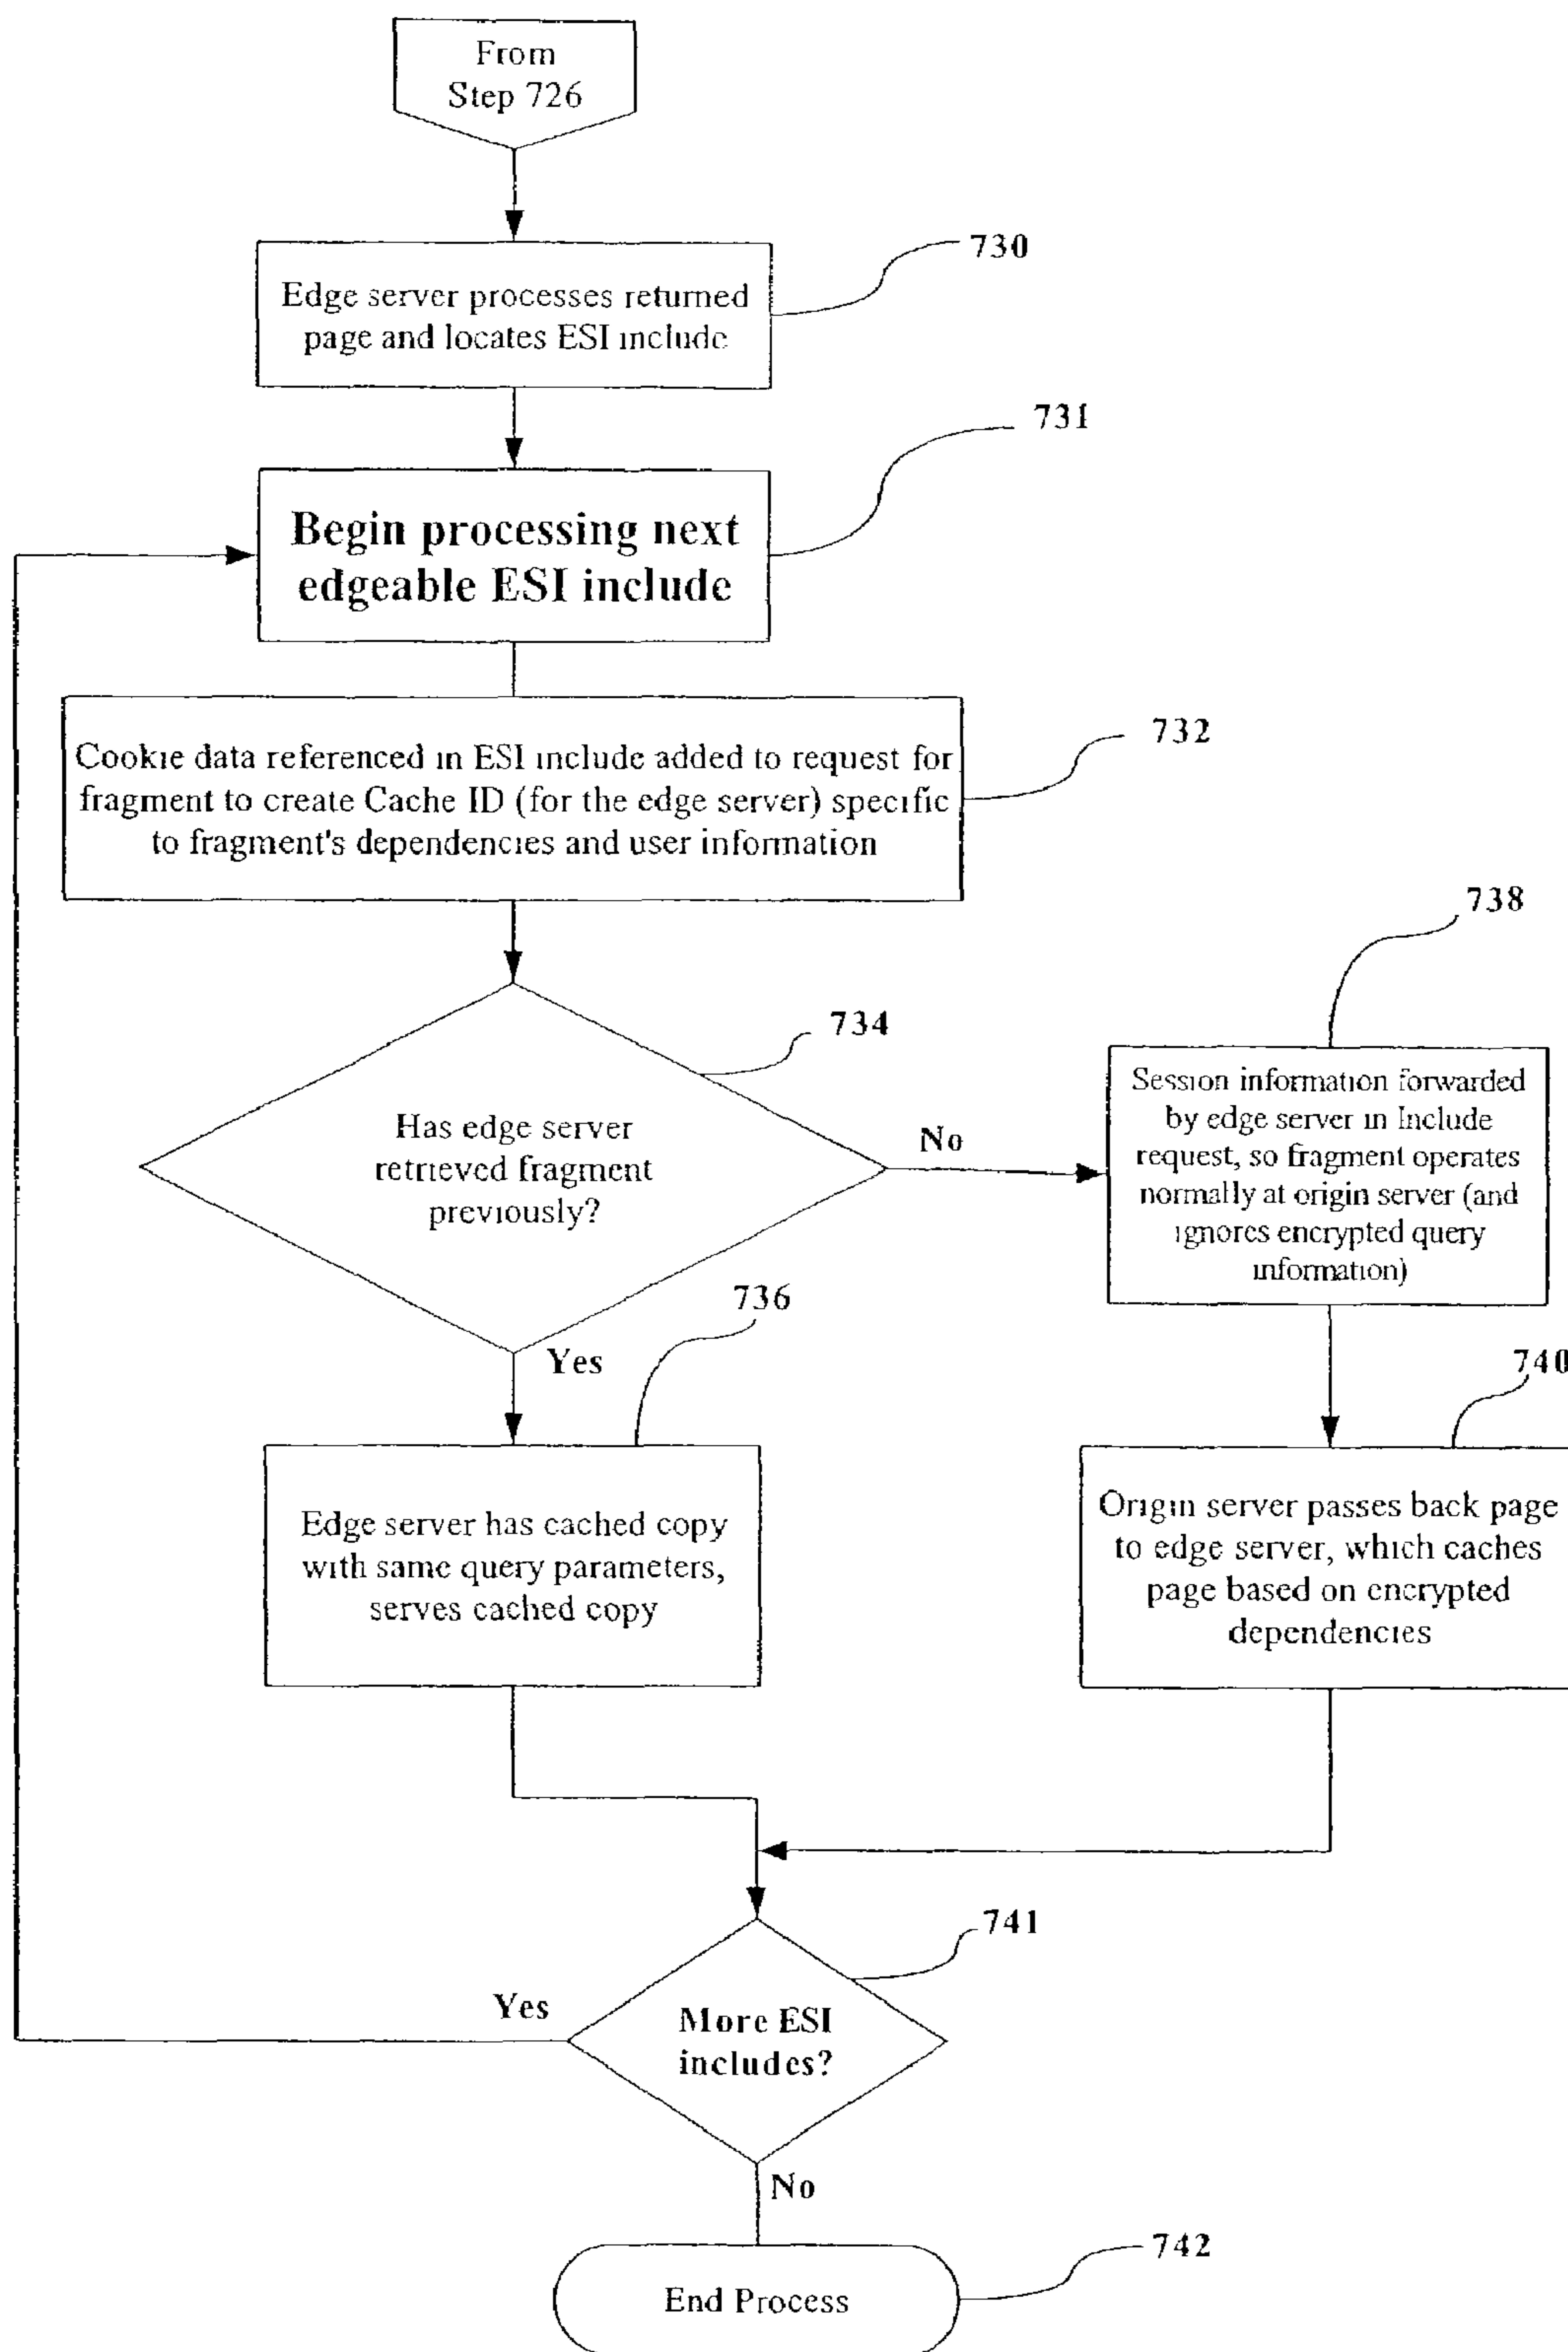 From
Step 726
730
Edge server processes returned
page and locates ESI include
731
Begin processing next
edgeable ESI include
732
Cookie data referenced in ESI include added to request for
fragment to create Cache ID (for the edge server) specific
to fragment's dependencies and user information
734
Has edge server
retrieved fragment
previously?
No
738
Session information forwarded
by edge server in Include
request, so fragment operates
normally at origin server (and
ignores encrypted query
information)
Yes
736
Edge server has cached copy
with same query parameters,
serves cached copy
740
Origin server passes back page
to edge server, which caches
page based on encrypted
dependencies
741
More ESI
includes?
Yes
No
742
End Process